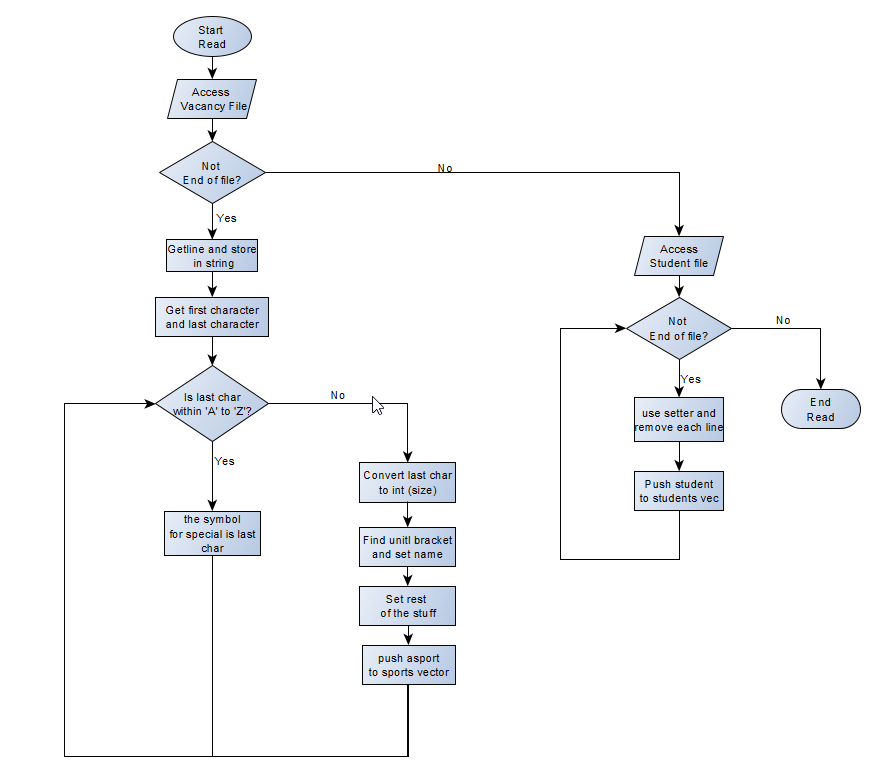 Start
Read
Access
Vacancy File
Not
End of file?
No
Yes
Getline and store
in string
Get first character
and last character
Is last char
within 'A' to 'Z'?
No
Yes
the symbol
for special is last
char
Convert last char
to int (size)
Find unitl bracket
and set name
Set rest
of the stuff
push asport
to sports vector
Access
Student file
Not
End of file?
No
Yes
use setter and
remove each line
Push student
to students vec
End
Read